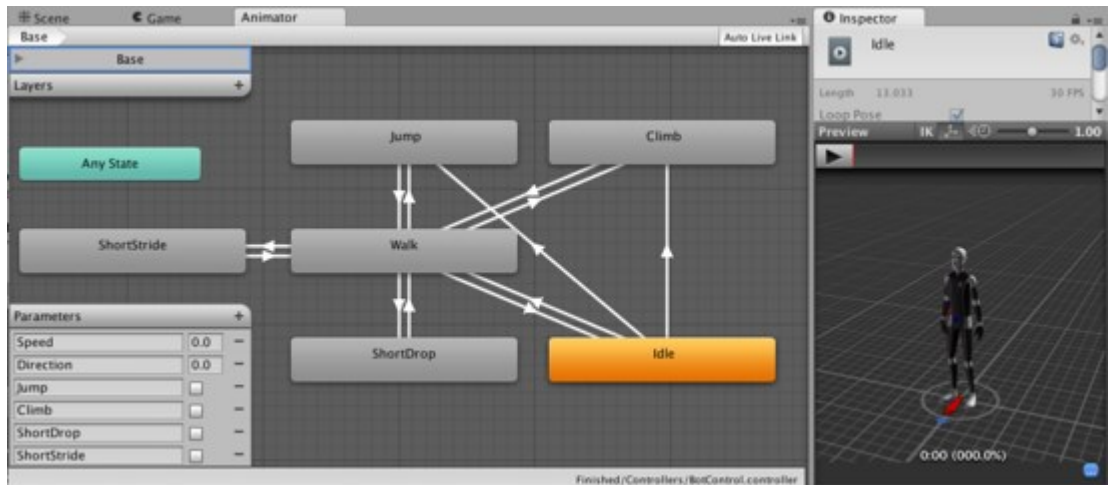 Scene
Game
Animator
Base
Auto Live Link
Base
Layers
Any State
Jump
Climb
ShortStride
Walk
ShortDrop
Idle
Parameters
Speed 0.0
Direction 0.0
Jump
Climb
ShortDrop
ShortStride
Finished/Controllers/BotControl.controller
Inspector
Idle
Length 13.033 30 FPS
Loop Pose
Preview IK 1.00
0:00 (000.0%)